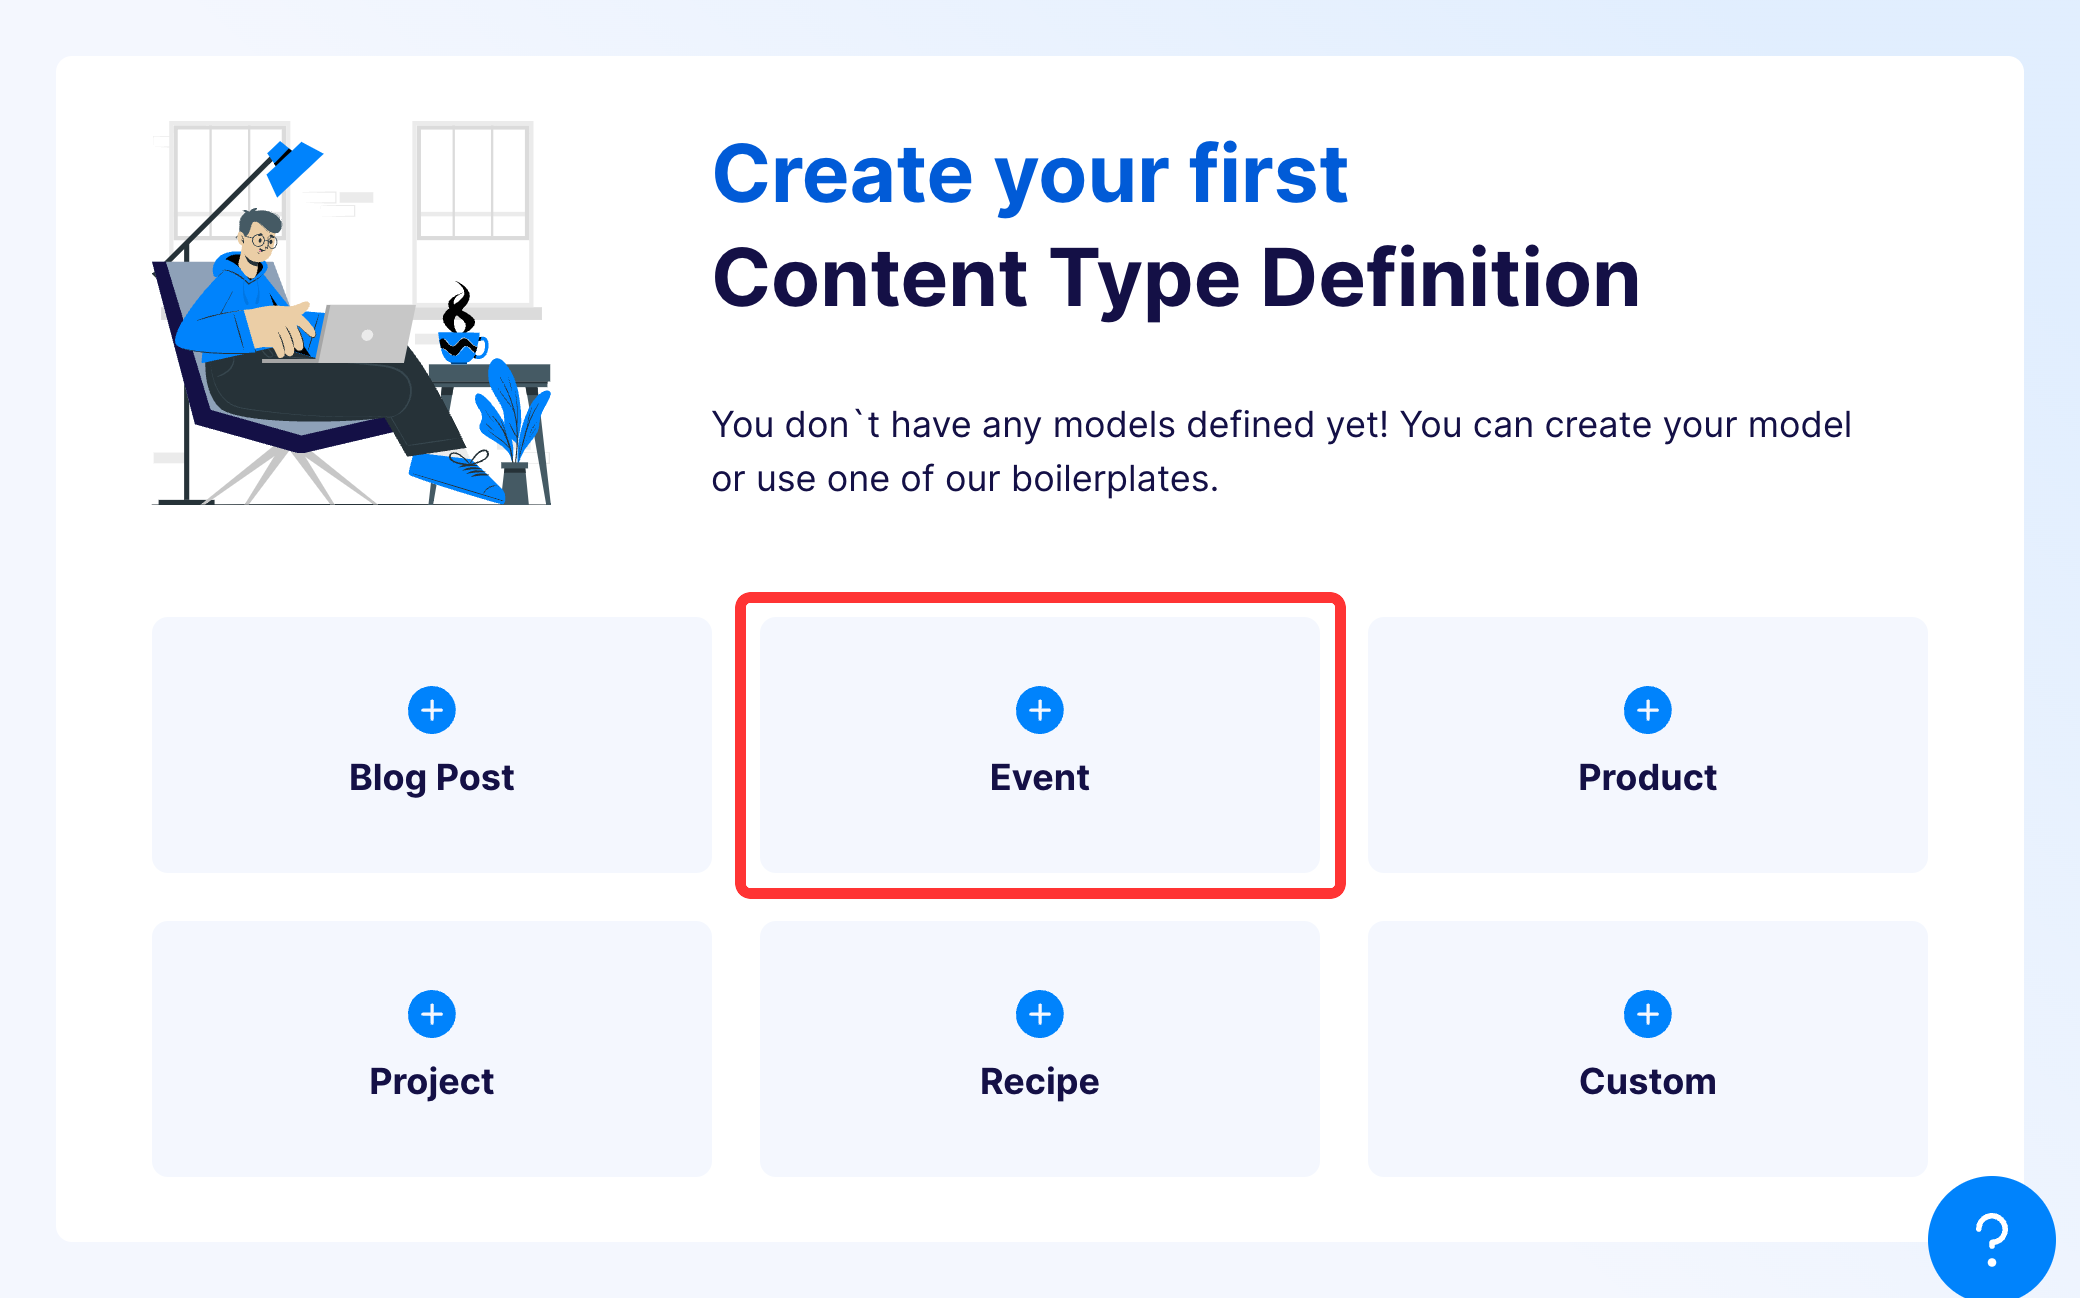 Create your first
Content Type Definition
You don`t have any models defined yet! You can create your model
or use one of our boilerplates.
Blog Post
Event
Product
Project
Recipe
Custom
?